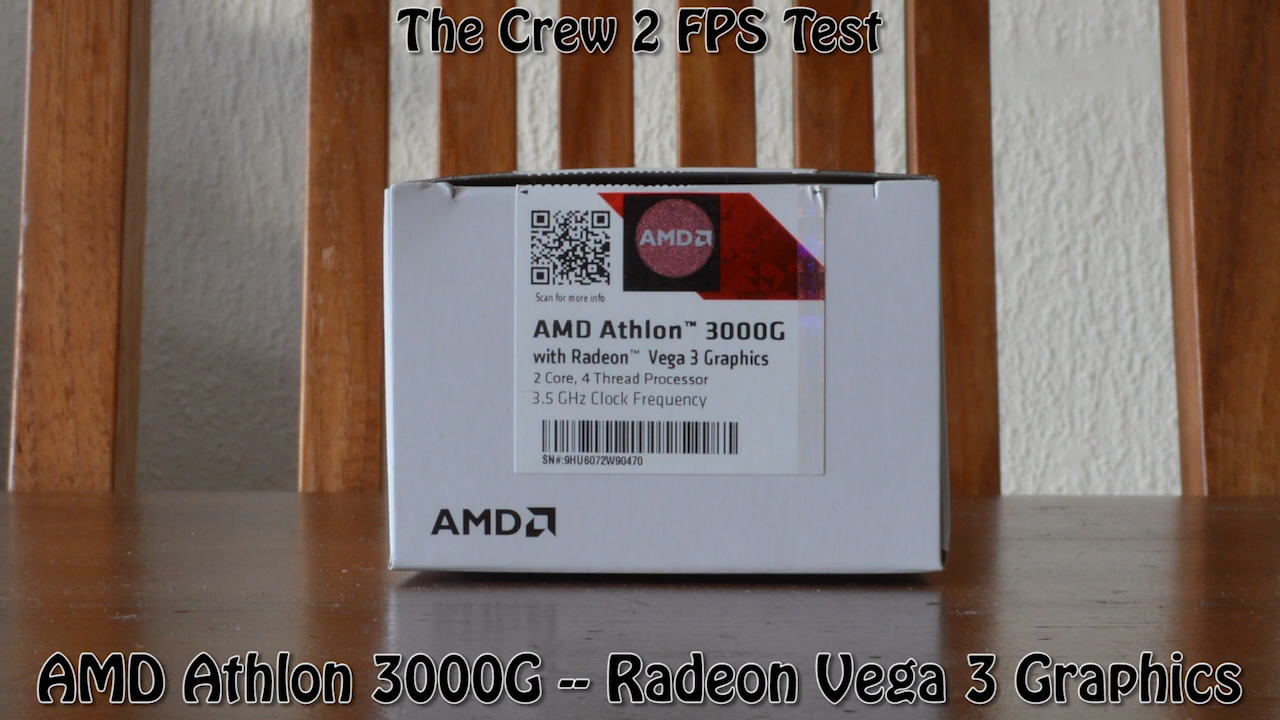 The Crew 2 FPS Test
AMD
Scan for more info
AMD Athlon™ 3000G
with Radeon™ Vega 3 Graphics
2 Core, 4 Thread Processor
3.5 GHz Clock Frequency
SN#:9HU6072W90470
AMD
AMD Athlon 3000G -- Radeon Vega 3 Graphics